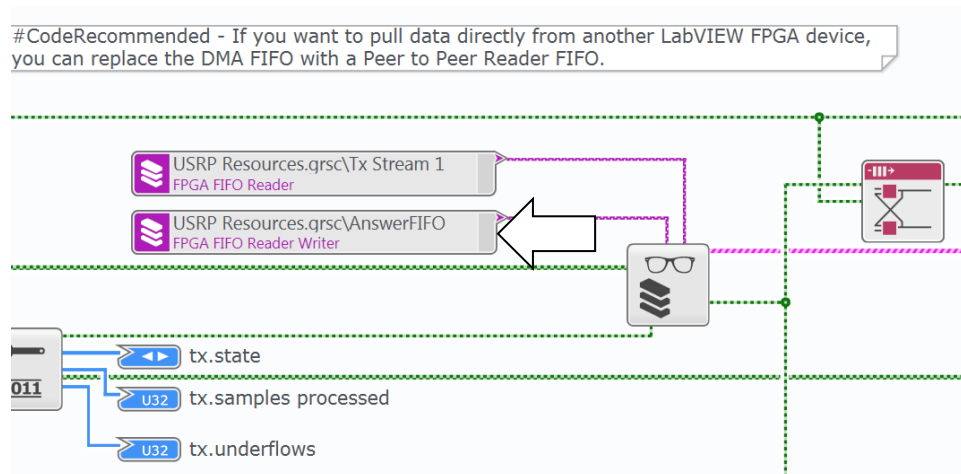 #CodeRecommended - If you want to pull data directly from another LabVIEW FPGA device,
you can replace the DMA FIFO with a Peer to Peer Reader FIFO.
USRP Resources.grsc\Tx Stream 1
FPGA FIFO Reader
USRP Resources.grsc\AnswerFIFO
FPGA FIFO Reader Writer
011
tx.state
U32 tx.samples processed
U32 tx.underflows